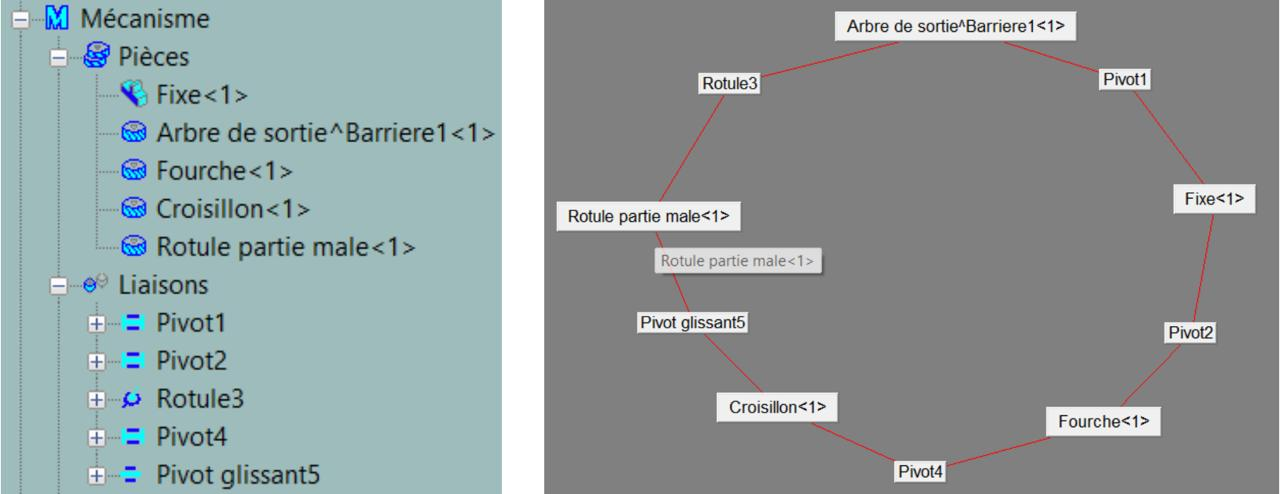 Mécanisme
Pièces
Fixe<1>
Arbre de sortie^Barriere1<1>
Fourche<1>
Croisillon<1>
Rotule partie male<1>
Liaisons
Pivot1
Pivot2
Rotule3
Pivot4
Pivot glissant5
Arbre de sortie^Barriere1<1>
Rotule3
Pivot1
Fixe<1>
Rotule partie male<1>
Rotule partie male<1>
Pivot glissant5
Pivot2
Croisillon<1>
Fourche<1>
Pivot4